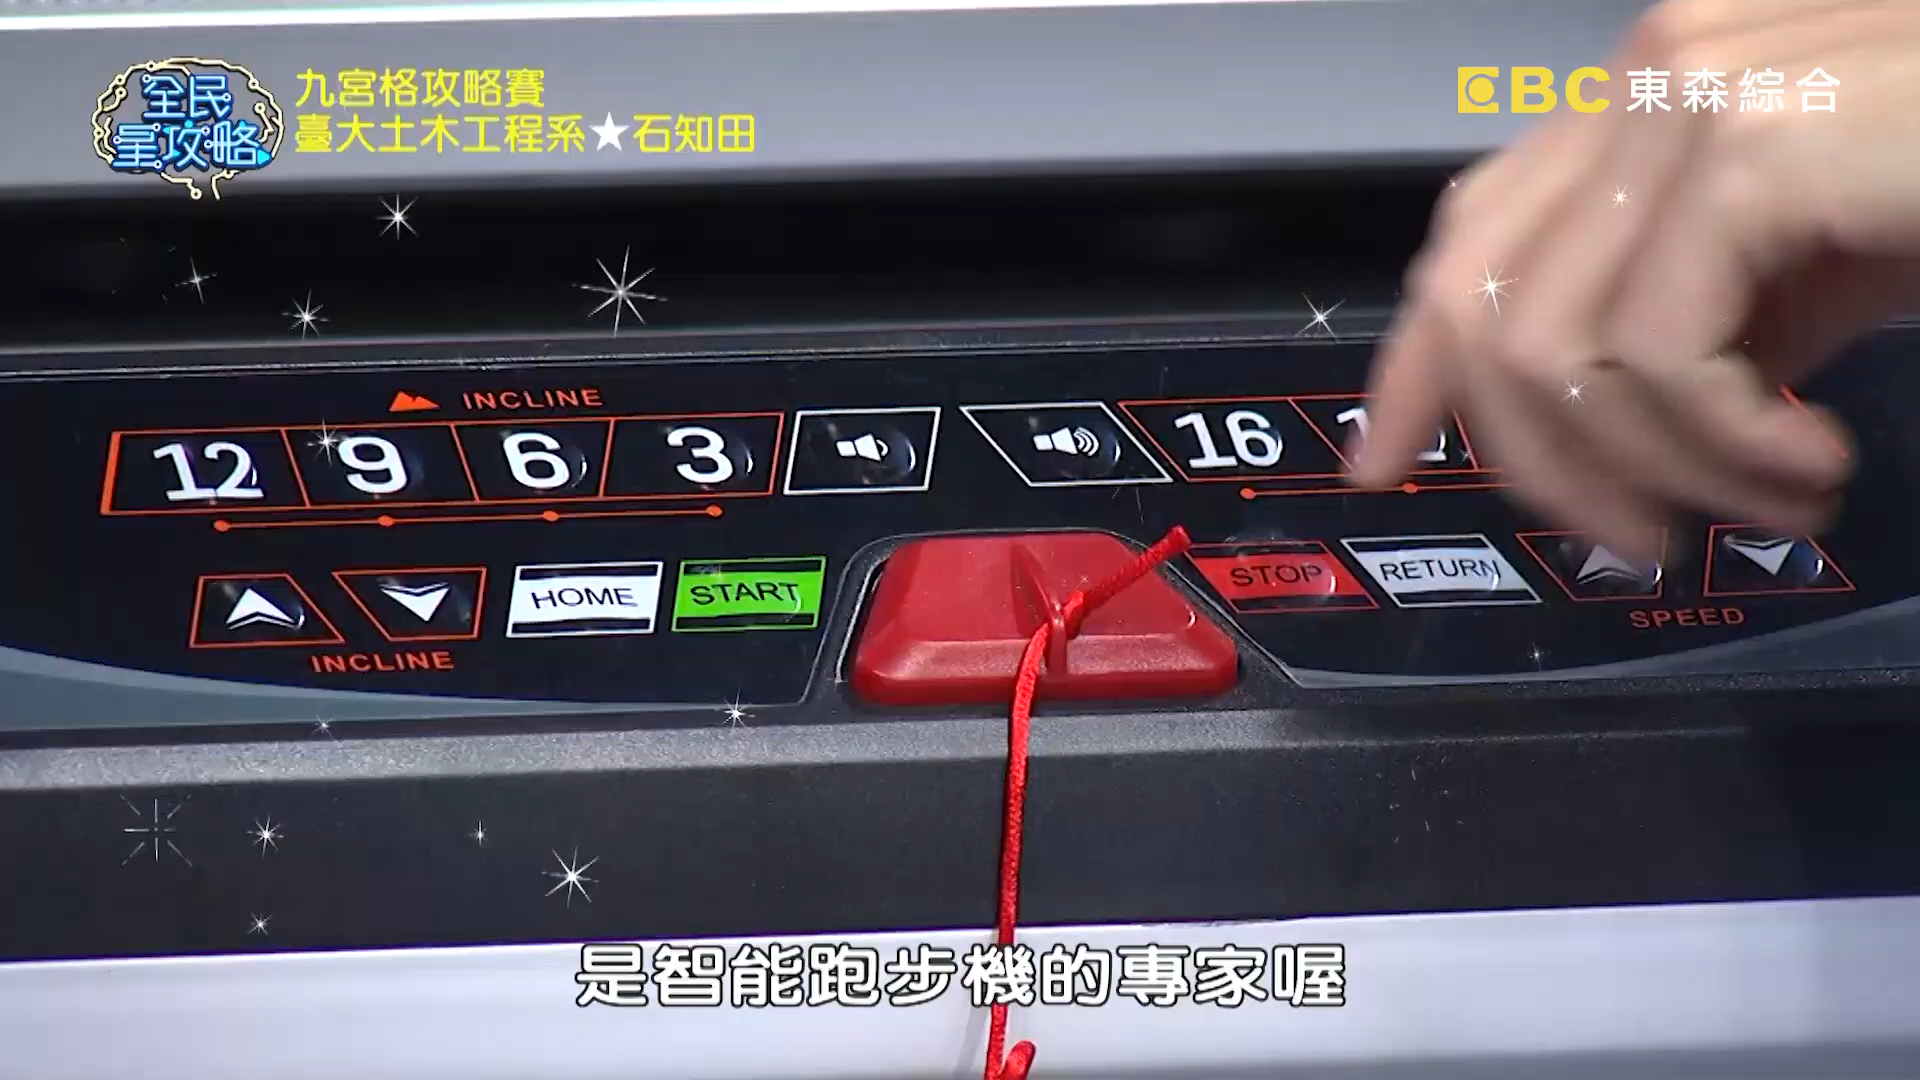 全民
星攻略
九宮格攻略賽
臺大土木工程系★石知田
EBC 東森綜合
INCLINE
12 9 6 3
16
HOME START
STOP RETURN
INCLINE
SPEED
是智能跑步機的專家喔